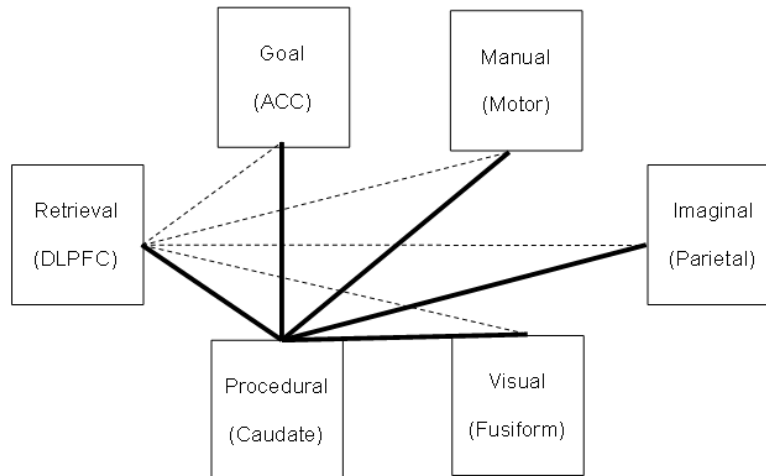 Goal
(ACC)
Manual
(Motor)
Retrieval
(DLPFC)
Imaginal
(Parietal)
Procedural
(Caudate)
Visual
(Fusiform)